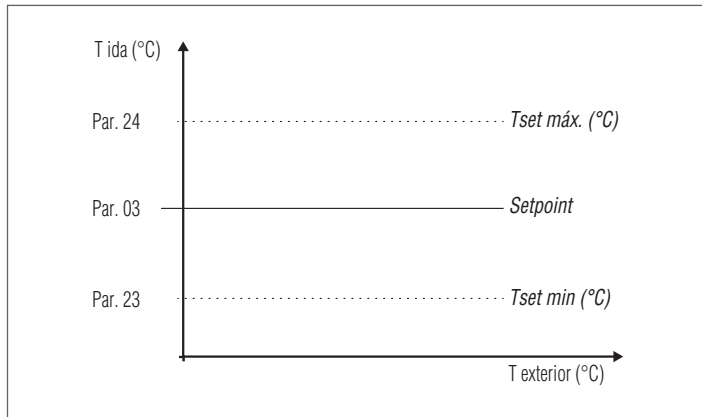 T ida (°C)
Par. 24
Tset máx. (°C)
Par. 03
Setpoint
Par. 23
Tset min (°C)
T exterior (°C)